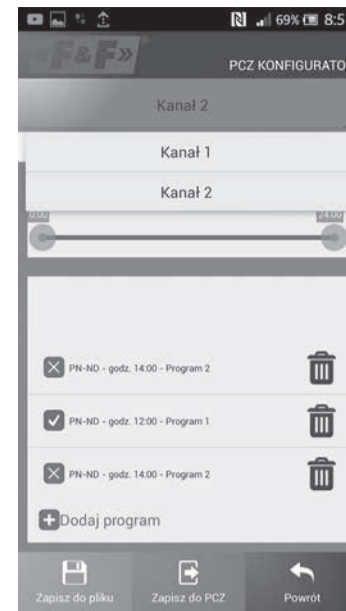 69% 8:5
«F&F»
PCZ KONFIGURATO
Kanał 2
Kanał 1
Kanał 2
0:00 24:00
PN-ND - godz. 14:00 - Program 2
PN-ND - godz. 12:00 - Program 1
PN-ND - godz. 14:00 - Program 2
Dodaj program
Zapisz do pliku Zapisz do PCZ Powrót